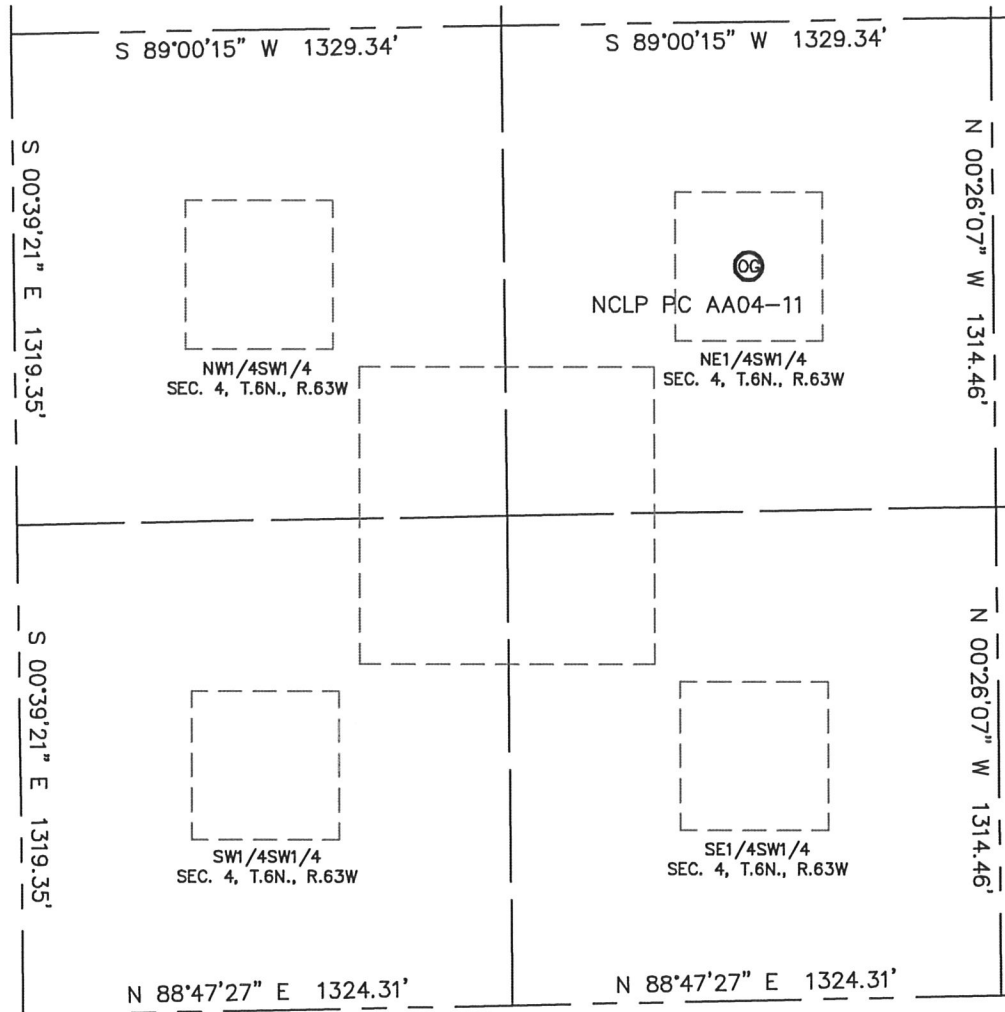 S 89°00'15" W 1329.34'
S 89°00'15" W 1329.34'
S 00°39'21" E 1319.35'
N 00°26'07" W 1314.46'
OG
NCLP PC AA04-11
NW1/4SW1/4
SEC. 4, T.6N., R.63W
NE1/4SW1/4
SEC. 4, T.6N., R.63W
S 00°39'21" E 1319.35'
N 00°26'07" W 1314.46'
SW1/4SW1/4
SEC. 4, T.6N., R.63W
SE1/4SW1/4
SEC. 4, T.6N., R.63W
N 88°47'27" E 1324.31'
N 88°47'27" E 1324.31'